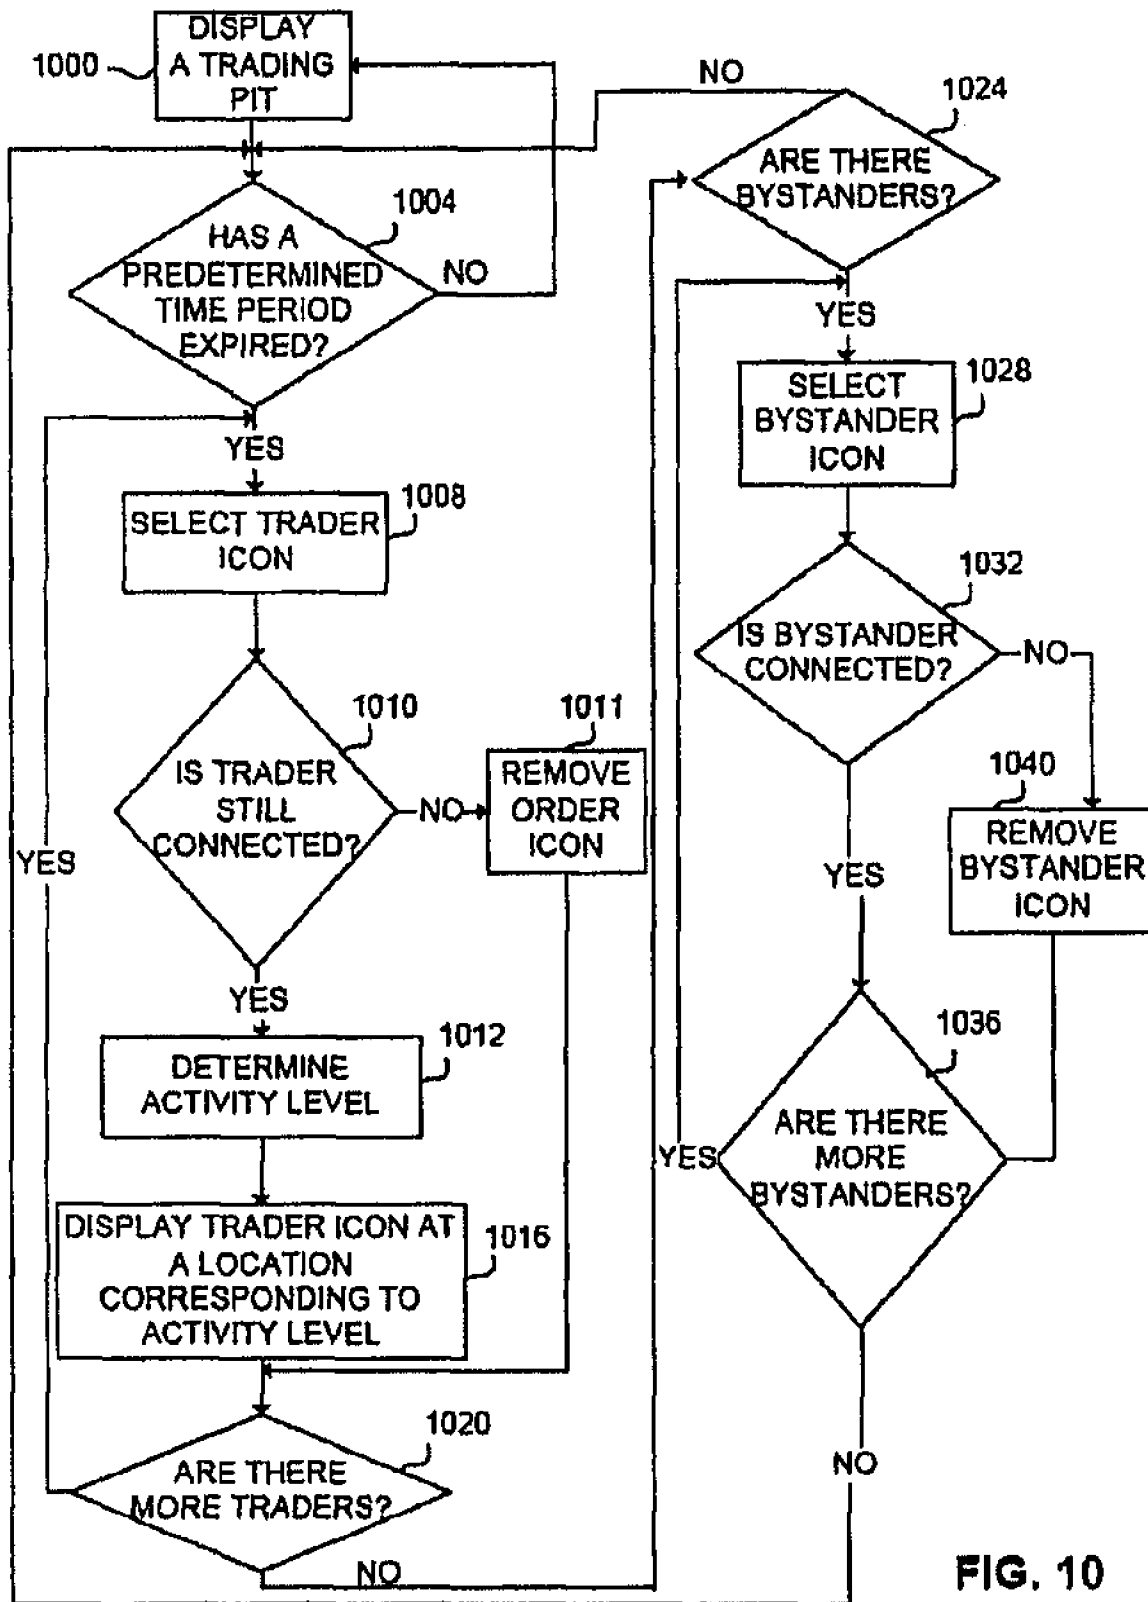 DISPLAY
A TRADING
PIT
1000
HAS A
PREDETERMINED
TIME PERIOD
EXPIRED?
1004
NO
YES
SELECT TRADER
ICON
1008
IS TRADER
STILL
CONNECTED?
1010
NO
REMOVE
ORDER
ICON
1011
YES
DETERMINE
ACTIVITY LEVEL
1012
DISPLAY TRADER ICON AT
A LOCATION
CORRESPONDING TO
ACTIVITY LEVEL
1016
ARE THERE
MORE TRADERS?
1020
YES
NO
ARE THERE
BYSTANDERS?
1024
NO
YES
SELECT
BYSTANDER
ICON
1028
IS BYSTANDER
CONNECTED?
1032
NO
REMOVE
BYSTANDER
ICON
1040
YES
ARE THERE
MORE
BYSTANDERS?
1036
YES
NO
FIG. 10